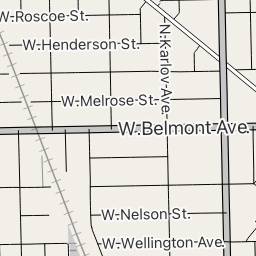 W. Roscoe St.
W. Henderson St.
N. Karlov Ave.
W. Melrose St.
W. Belmont Ave.
W. Nelson St.
W. Wellington Ave.